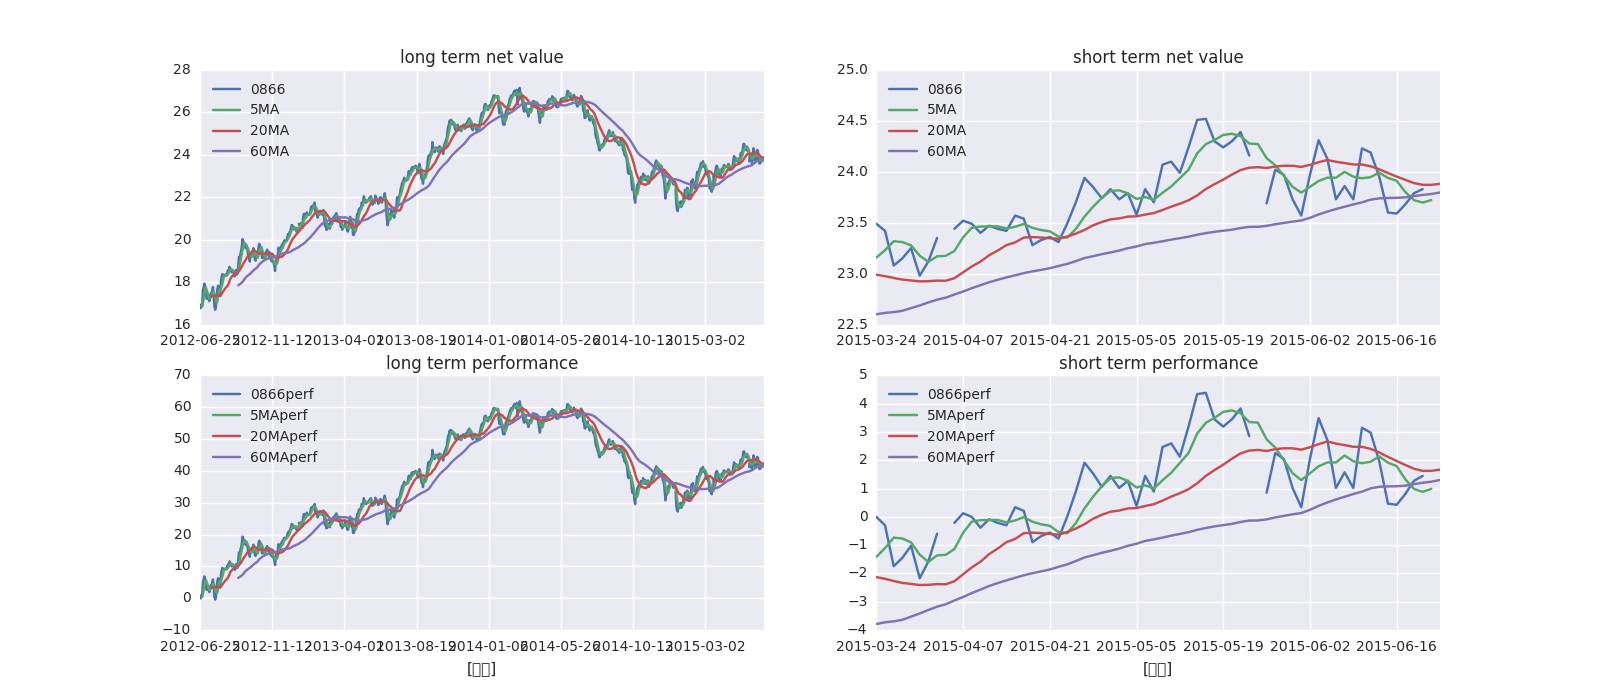 long term net value
28
26
24
22
20
18
16
0866
5MA
20MA
60MA
2012-06-25 2012-11-12 2013-04-01 2013-08-19 2014-01-06 2014-05-26 2014-10-13 2015-03-02
short term net value
25.0
24.5
24.0
23.5
23.0
22.5
0866
5MA
20MA
60MA
2015-03-24 2015-04-07 2015-04-21 2015-05-05 2015-05-19 2015-06-02 2015-06-16
long term performance
70
60
50
40
30
20
10
0
−10
0866perf
5MAperf
20MAperf
60MAperf
2012-06-25 2012-11-12 2013-04-01 2013-08-19 2014-01-06 2014-05-26 2014-10-13 2015-03-02
short term performance
5
4
3
2
1
0
−1
−2
−3
−4
0866perf
5MAperf
20MAperf
60MAperf
2015-03-24 2015-04-07 2015-04-21 2015-05-05 2015-05-19 2015-06-02 2015-06-16